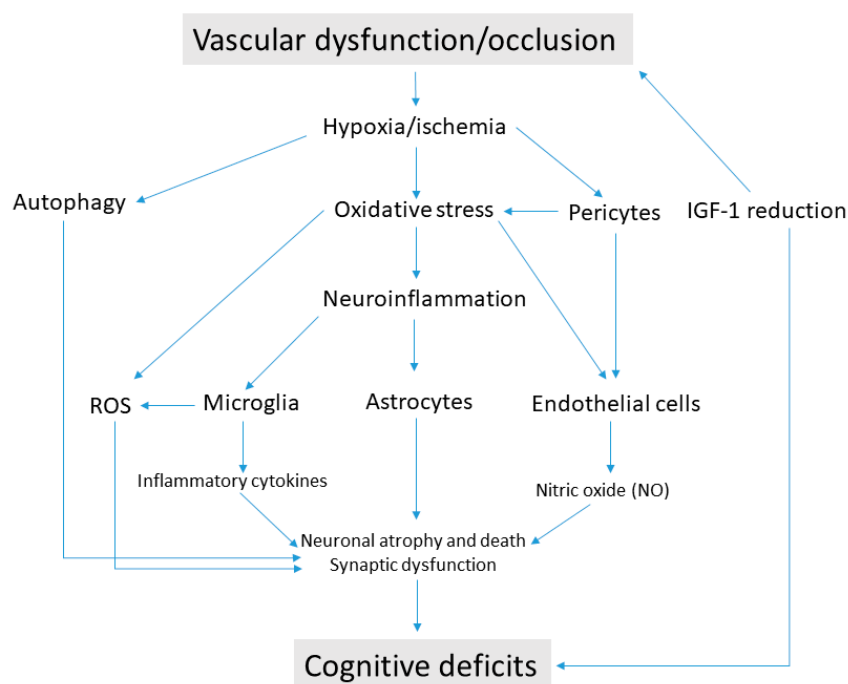 Vascular dysfunction/occlusion
Hypoxia/ischemia
Autophagy
Oxidative stress
Pericytes
IGF-1 reduction
Neuroinflammation
ROS
Microglia
Astrocytes
Endothelial cells
Inflammatory cytokines
Nitric oxide (NO)
Neuronal atrophy and death
Synaptic dysfunction
Cognitive deficits